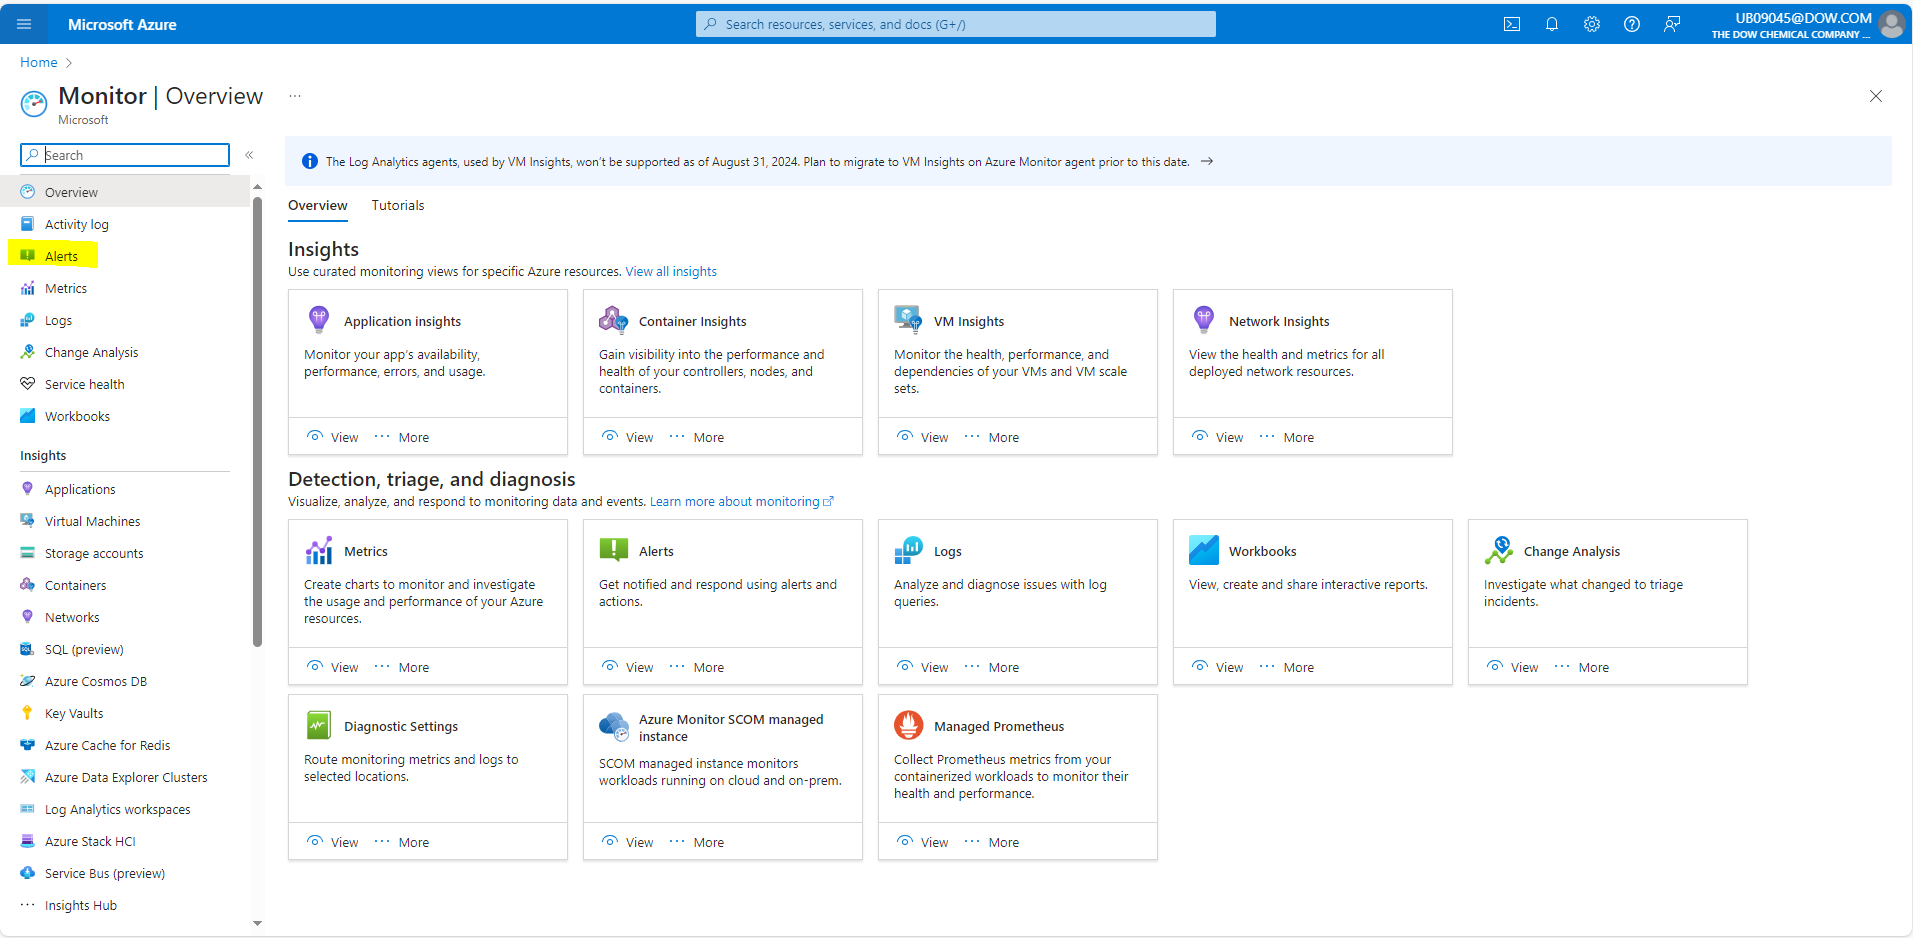 Microsoft Azure
Search resources, services, and docs (G+/)
UB09045@DOW.COM
THE DOW CHEMICAL COMPANY ...
Home
Monitor | Overview
Microsoft
Search
The Log Analytics agents, used by VM Insights, won't be supported as of August 31, 2024. Plan to migrate to VM Insights on Azure Monitor agent prior to this date.
Overview
Activity log
Alerts
Metrics
Logs
Change Analysis
Service health
Workbooks
Insights
Applications
Virtual Machines
Storage accounts
Containers
Networks
SQL (preview)
Azure Cosmos DB
Key Vaults
Azure Cache for Redis
Azure Data Explorer Clusters
Log Analytics workspaces
Azure Stack HCI
Service Bus (preview)
Insights Hub
Overview Tutorials
Insights
Use curated monitoring views for specific Azure resources. View all insights
Application insights
Monitor your app's availability,
performance, errors, and usage.
View More
Container Insights
Gain visibility into the performance and
health of your controllers, nodes, and
containers.
View More
VM Insights
Monitor the health, performance, and
dependencies of your VMs and VM scale
sets.
View More
Network Insights
View the health and metrics for all
deployed network resources.
View More
Detection, triage, and diagnosis
Visualize, analyze, and respond to monitoring data and events. Learn more about monitoring
Metrics
Create charts to monitor and investigate
the usage and performance of your Azure
resources.
View More
Alerts
Get notified and respond using alerts and
actions.
View More
Logs
Analyze and diagnose issues with log
queries.
View More
Workbooks
View, create and share interactive reports.
View More
Change Analysis
Investigate what changed to triage
incidents.
View More
Diagnostic Settings
Route monitoring metrics and logs to
selected locations.
View More
Azure Monitor SCOM managed
instance
SCOM managed instance monitors
workloads running on cloud and on-prem.
View More
Managed Prometheus
Collect Prometheus metrics from your
containerized workloads to monitor their
health and performance.
View More